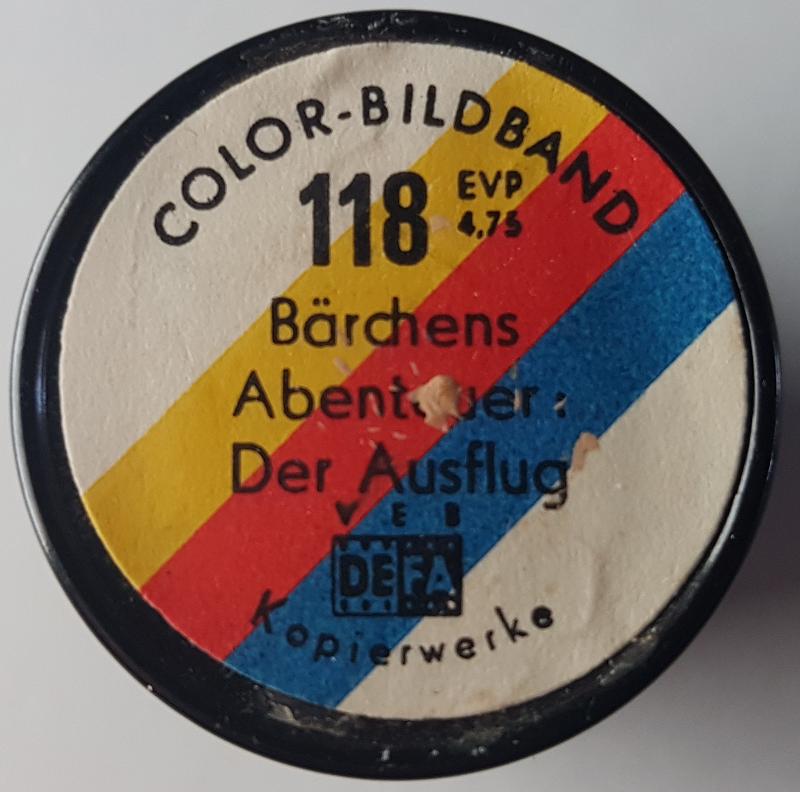 COLOR-BILDBAND
118 EVP
4,75
Bärchens
Abenteuer:
Der Ausflug
VEB
DEFA
Kopierwerke